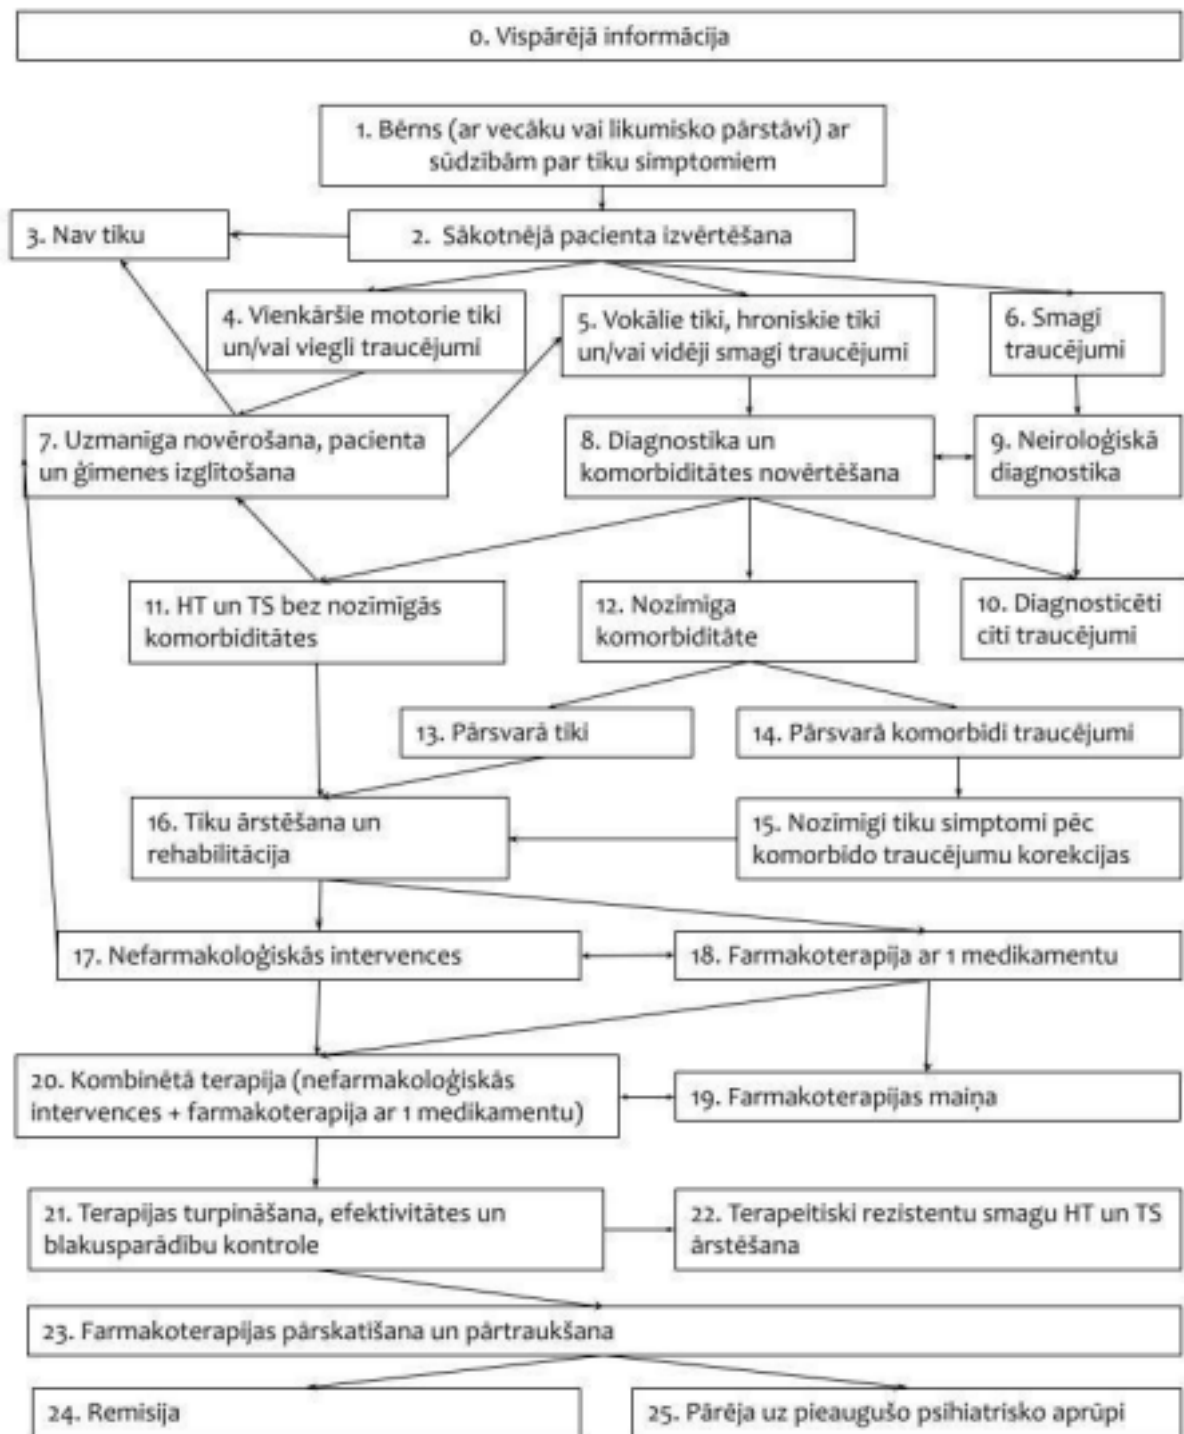 0. Vispārējā informācija
1. Bērns (ar vecāku vai likumisko pārstāvi) ar
sūdzībām par tiku simptomiem
3. Nav tiku
2. Sākotnējā pacienta izvērtēšana
4. Vienkāršie motorie tiki
un/vai viegli traucējumi
5. Vokālie tiki, hroniskie tiki
un/vai vidēji smagi traucējumi
6. Smagi
traucējumi
7. Uzmanīga novērošana, pacienta
un ģimenes izglītošana
8. Diagnostika un
komorbiditātes novērtēšana
9. Neiroloģiskā
diagnostika
11. HT un TS bez nozīmīgās
komorbiditātes
12. Nozīmīga
komorbiditāte
10. Diagnosticēti
citi traucējumi
13. Pārsvarā tiki
14. Pārsvarā komorbīdi traucējumi
16. Tiku ārstēšana un
rehabilitācija
15. Nozīmīgi tiku simptomi pēc
komorbīdo traucējumu korekcijas
17. Nefarmakoloģiskās intervences
18. Farmakoterapija ar 1 medikamentu
20. Kombinētā terapija (nefarmakoloģiskās
intervences + farmakoterapija ar 1 medikamentu)
19. Farmakoterapijas maiņa
21. Terapijas turpināšana, efektivitātes un
blakusparādību kontrole
22. Terapeitiski rezistentu smagu HT un TS
ārstēšana
23. Farmakoterapijas pārskatīšana un pārtraukšana
24. Remisija
25. Pāreja uz pieaugušo psihiatrisko aprūpi